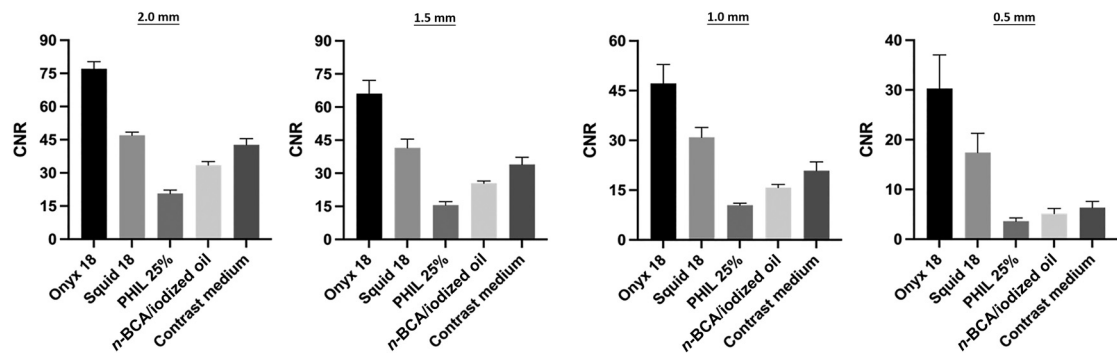 2.0 mm
CNR
90
75
60
45
30
15
0
Onyx 18
Squid 18
PHIL 25%
n-BCA/iodized oil
Contrast medium
1.5 mm
CNR
90
75
60
45
30
15
0
Onyx 18
Squid 18
PHIL 25%
n-BCA/iodized oil
Contrast medium
1.0 mm
CNR
60
45
30
15
0
Onyx 18
Squid 18
PHIL 25%
n-BCA/iodized oil
Contrast medium
0.5 mm
CNR
40
30
20
10
0
Onyx 18
Squid 18
PHIL 25%
n-BCA/iodized oil
Contrast medium